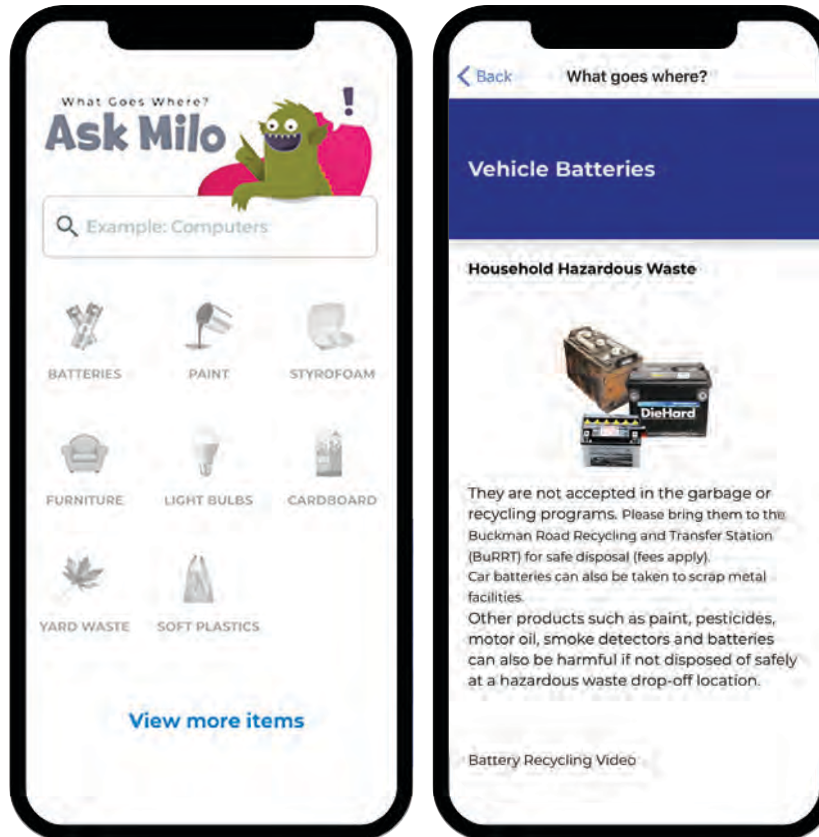 What Goes Where?
Ask Milo
!
Example: Computers
BATTERIES
PAINT
STYROFOAM
FURNITURE
LIGHT BULBS
CARDBOARD
YARD WASTE
SOFT PLASTICS
View more items
Back
What goes where?
Vehicle Batteries
Household Hazardous Waste
DieHard
They are not accepted in the garbage or
recycling programs. Please bring them to the
Buckman Road Recycling and Transfer Station
(BuRRT) for safe disposal (fees apply).
Car batteries can also be taken to scrap metal
facilities.
Other products such as paint, pesticides,
motor oil, smoke detectors and batteries
can also be harmful if not disposed of safely
at a hazardous waste drop-off location.
Battery Recycling Video